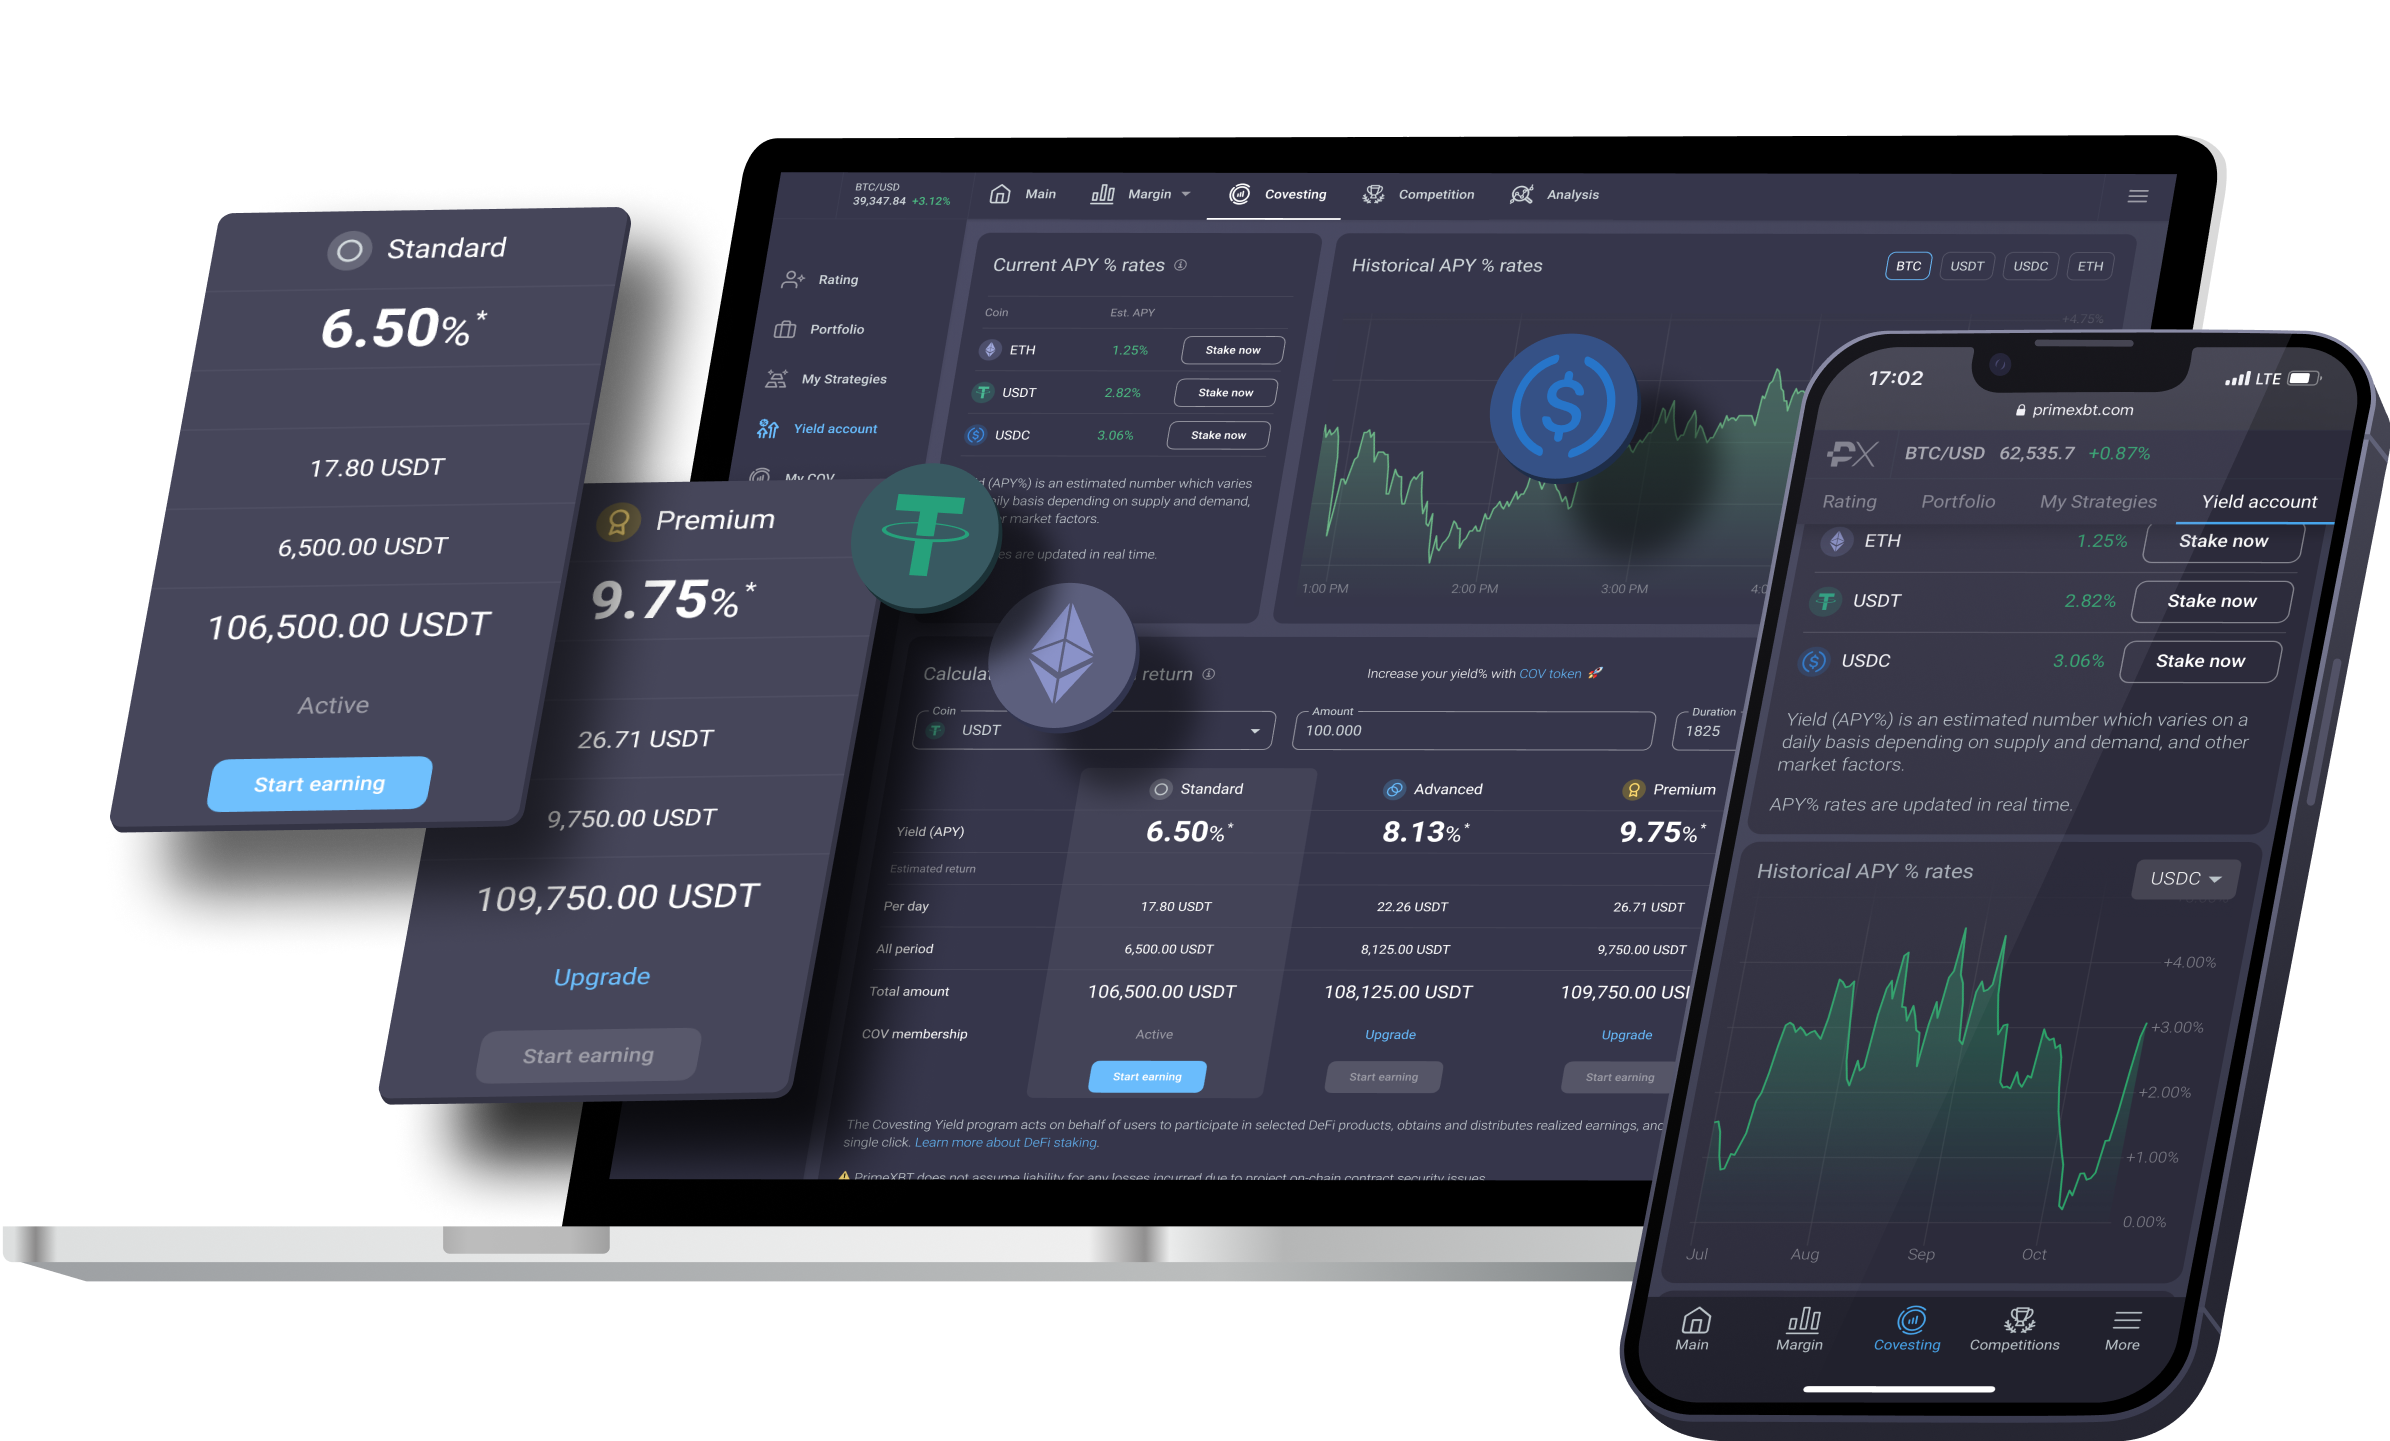 Standard
6.50%*
17.80 USDT
6,500.00 USDT
106,500.00 USDT
Active
Start earning
Premium
9.75%*
26.71 USDT
9,750.00 USDT
109,750.00 USDT
Upgrade
Start earning
BTC/USD
39,347.84 +3.12%
Main
Margin
Covesting
Competition
Analysis
Rating
Portfolio
My Strategies
Yield account
My COV
Current APY % rates
Coin Est. APY
ETH 1.25% Stake now
USDT 2.82% Stake now
USDC 3.06% Stake now
(APY%) is an estimated number which varies
basis depending on supply and demand,
market factors.
are updated in real time.
Historical APY % rates
BTC USDT USDC ETH
+4.75%
1:00 PM 2:00 PM 3:00 PM
return
Increase your yield% with COV token 🚀
Coin
USDT
Amount
100.000
Duration
1825
Standard Advanced Premium
Yield (APY) 6.50%* 8.13%* 9.75%*
Estimated return
Per day 17.80 USDT 22.26 USDT 26.71 USDT
All period 6,500.00 USDT 8,125.00 USDT 9,750.00 USDT
Total amount 106,500.00 USDT 108,125.00 USDT 109,750.00
COV membership Active Upgrade Upgrade
Start earning Start earning Start earning
The Covesting Yield program acts on behalf of users to participate in selected DeFi products, obtains and distributes realized earnings, and
single click. Learn more about DeFi staking.
⚠ PrimeXBT does not assume liability for any losses incurred due to project on-chain contract security issues
17:02 LTE
primexbt.com
PX BTC/USD 62,535.7 +0.87%
Rating Portfolio My Strategies Yield account
ETH 1.25% Stake now
USDT 2.82% Stake now
USDC 3.06% Stake now
Yield (APY%) is an estimated number which varies on a
daily basis depending on supply and demand, and other
market factors.
APY% rates are updated in real time.
Historical APY % rates
USDC
+4.00%
+3.00%
+2.00%
+1.00%
0.00%
Jul Aug Sep Oct
Main Margin Covesting Competitions More